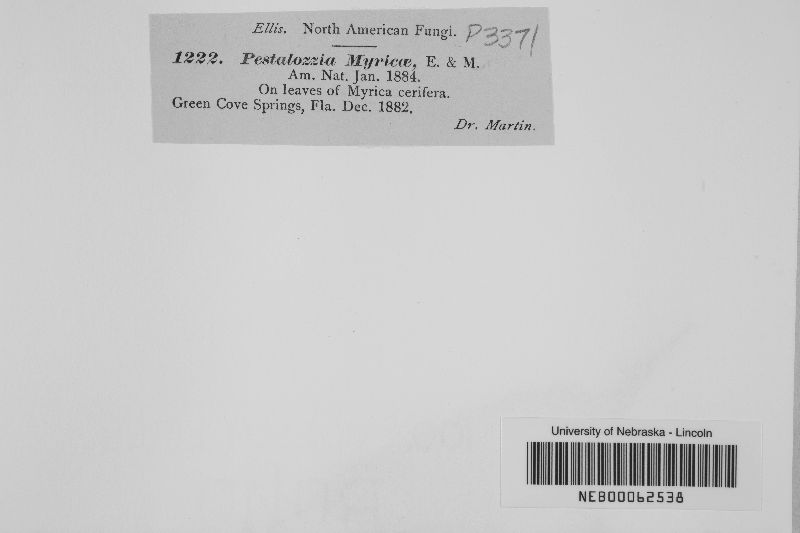 Ellis. North American Fungi. P3371
1222. Pestalozzia Myricæ, E. & M.
Am. Nat. Jan. 1884.
On leaves of Myrica cerifera.
Green Cove Springs, Fla. Dec. 1882.
Dr. Martin.
University of Nebraska - Lincoln
NEB00062538